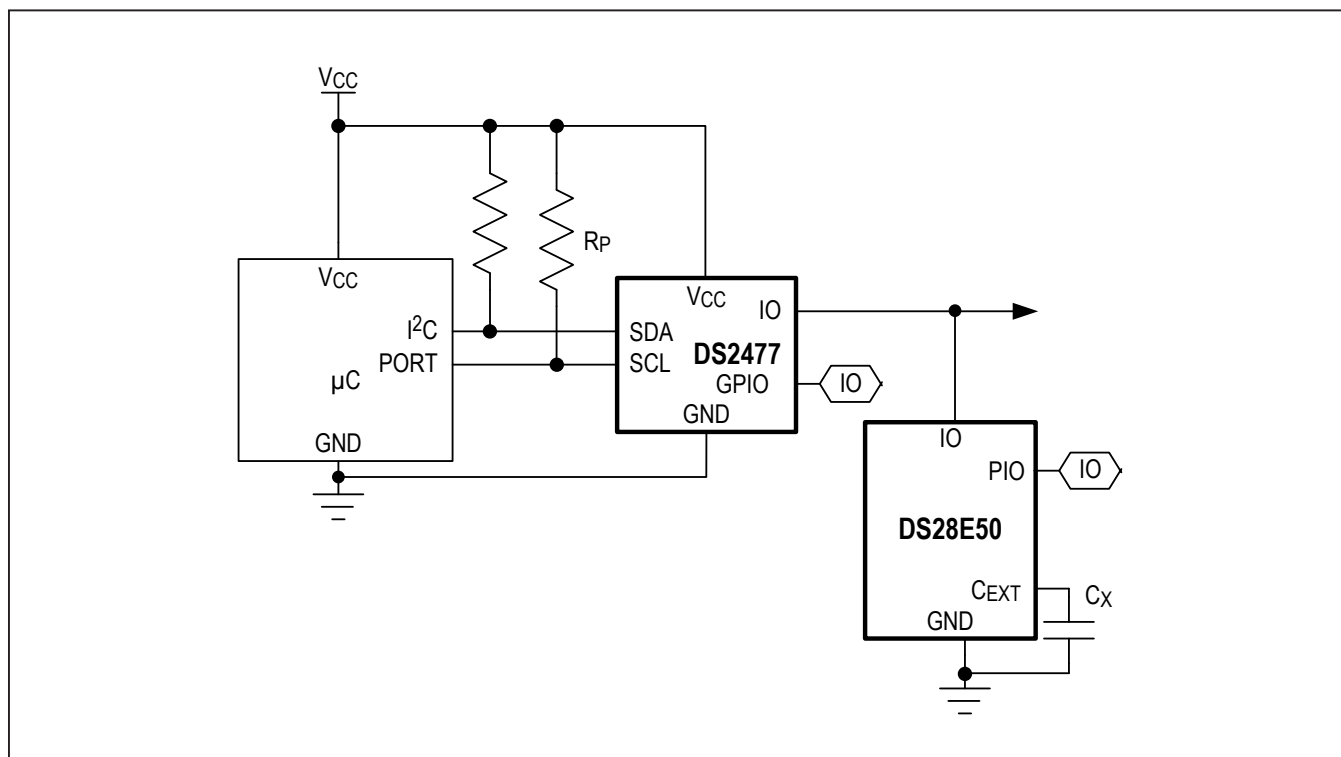 VCC
RP
VCC
I²C
PORT
µC
GND
VCC
IO
SDA
DS2477
SCL
GPIO
IO
GND
IO
PIO
IO
DS28E50
CEXT
CX
GND